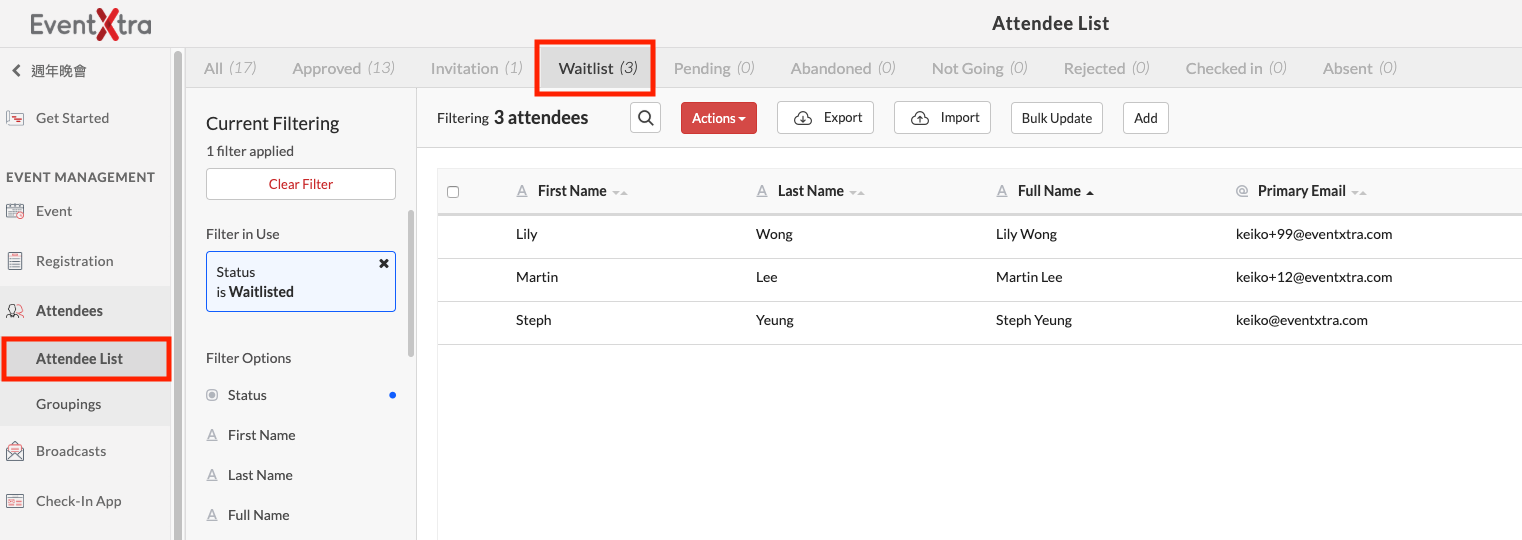 EventXtra
Attendee List
週年晚會
Get Started
EVENT MANAGEMENT
Event
Registration
Attendees
Attendee List
Groupings
Broadcasts
Check-In App
All (17) Approved (13) Invitation (1) Waitlist (3) Pending (0) Abandoned (0) Not Going (0) Rejected (0) Checked in (0) Absent (0)
Current Filtering
1 filter applied
Clear Filter
Filter in Use
Status
is Waitlisted
Filter Options
Status
First Name
Last Name
Full Name
Filtering 3 attendees Actions Export Import Bulk Update Add
First Name Last Name Full Name Primary Email
Lily Wong Lily Wong keiko+99@eventxtra.com
Martin Lee Martin Lee keiko+12@eventxtra.com
Steph Yeung Steph Yeung keiko@eventxtra.com